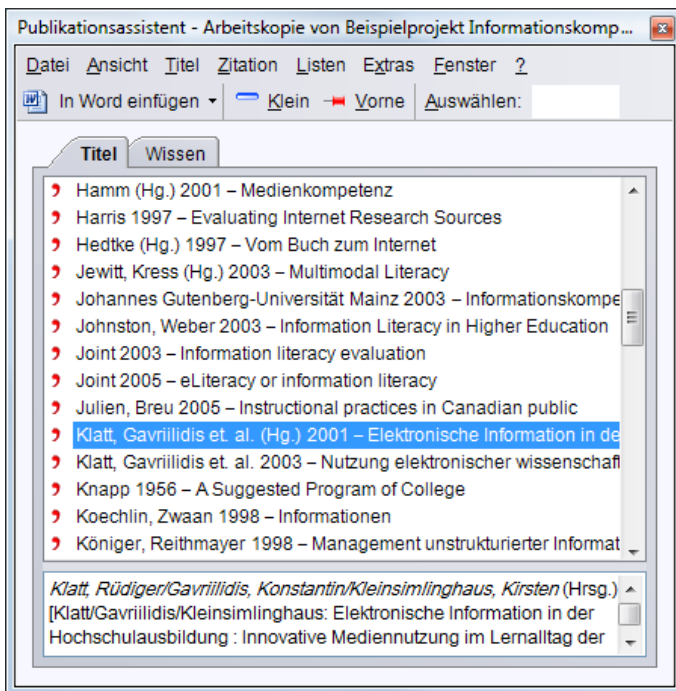 Publikationsassistent - Arbeitskopie von Beispielprojekt Informationskomp...
Datei Ansicht Titel Zitation Listen Extras Fenster ?
In Word einfügen Klein Vorne Auswählen:
Titel Wissen
Hamm (Hg.) 2001 – Medienkompetenz
Harris 1997 – Evaluating Internet Research Sources
Hedtke (Hg.) 1997 – Vom Buch zum Internet
Jewitt, Kress (Hg.) 2003 – Multimodal Literacy
Johannes Gutenberg-Universität Mainz 2003 – Informationskompe
Johnston, Weber 2003 – Information Literacy in Higher Education
Joint 2003 – Information literacy evaluation
Joint 2005 – eLiteracy or information literacy
Julien, Breu 2005 – Instructional practices in Canadian public
Klatt, Gavriilidis et. al. (Hg.) 2001 – Elektronische Information in de
Klatt, Gavriilidis et. al. 2003 – Nutzung elektronischer wissenschaft
Knapp 1956 – A Suggested Program of College
Koechlin, Zwaan 1998 – Informationen
Königer, Reithmayer 1998 – Management unstrukturierter Informat
Klatt, Rüdiger/Gavriilidis, Konstantin/Kleinsimlinghaus, Kirsten (Hrsg.)
[Klatt/Gavriilidis/Kleinsimlinghaus: Elektronische Information in der
Hochschulausbildung : Innovative Mediennutzung im Lernalltag der